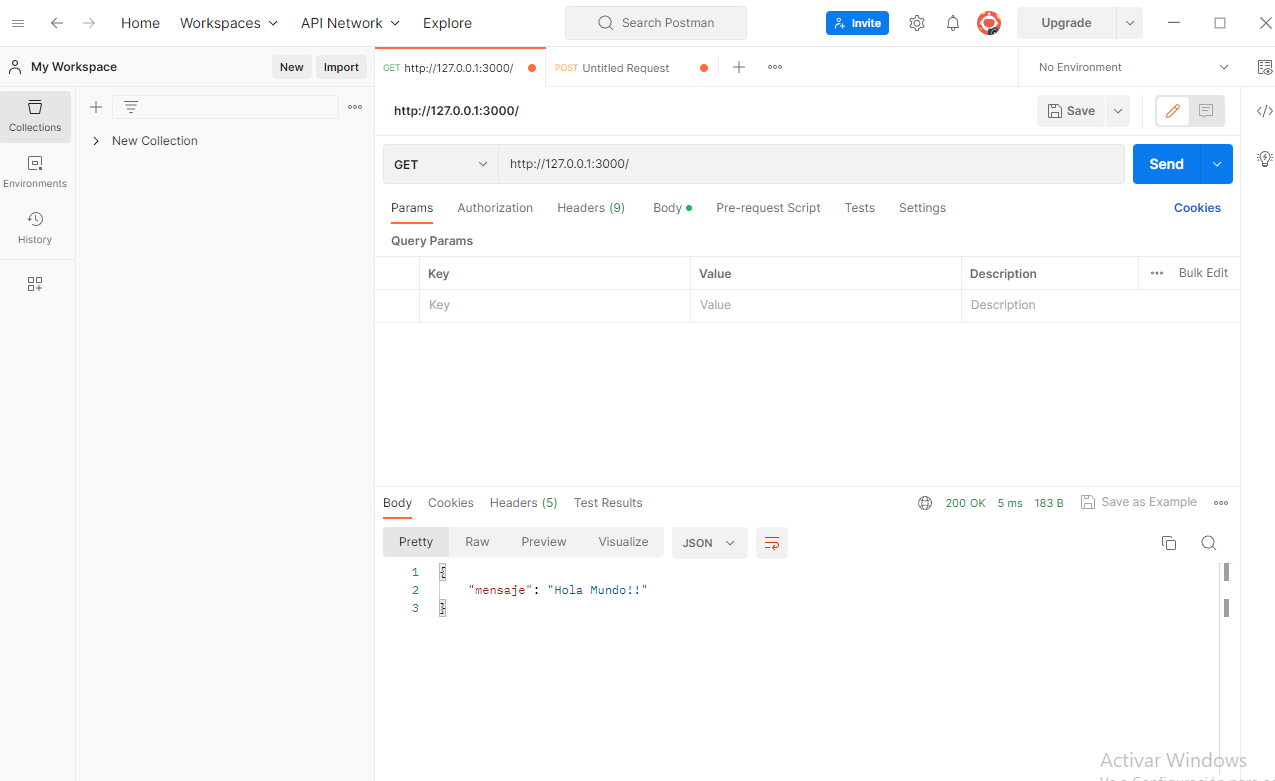 Home Workspaces API Network Explore Search Postman Invite Upgrade
My Workspace New Import GET http://127.0.0.1:3000/ POST Untitled Request No Environment
Collections
New Collection
Environments
History
http://127.0.0.1:3000/ Save
GET http://127.0.0.1:3000/ Send
Params Authorization Headers (9) Body Pre-request Script Tests Settings Cookies
Query Params
Key Value Description Bulk Edit
Key Value Description
Body Cookies Headers (5) Test Results 200 OK 5 ms 183 B Save as Example
Pretty Raw Preview Visualize JSON
1 {
2 "mensaje": "Hola Mundo!!"
3 }
Activar Windows